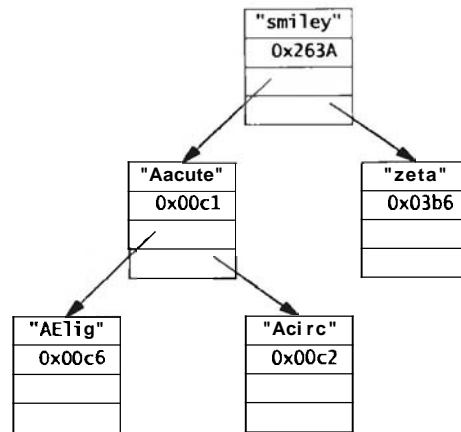 "smiley"
0x263A
"Aacute"
0x00c1
"zeta"
0x03b6
"AElig"
0x00c6
"Acirc"
0x00c2